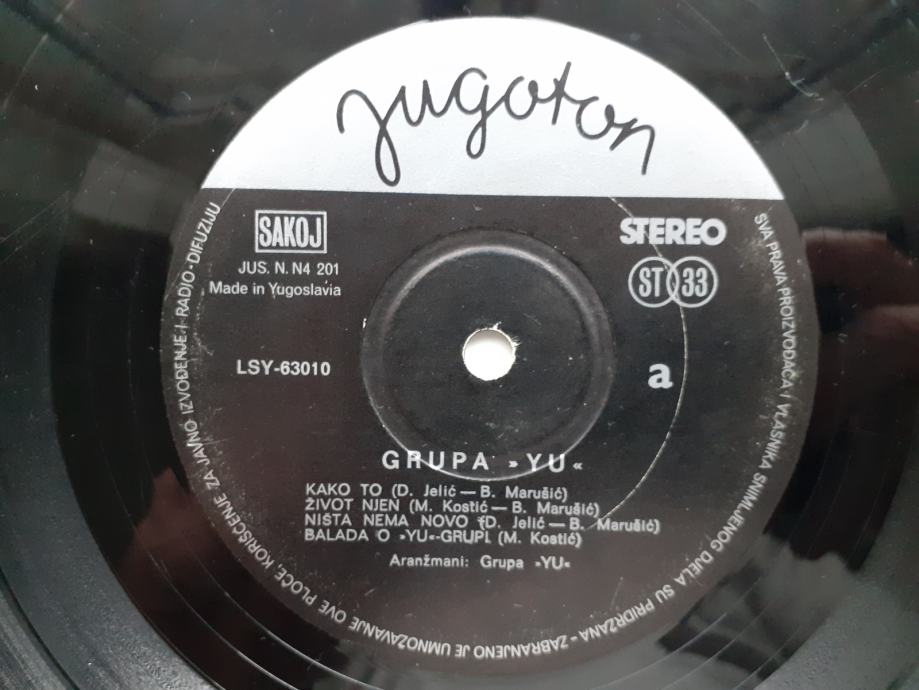 jugoton
SAKOJ
JUS. N. N4 201
Made in Yugoslavia
STEREO
ST 33
LSY-63010
a
GRUPA »YU«
KAKO TO (D. Jelić — B. Marušić)
ŽIVOT NJEN (M. Kostić — B. Marušić)
NIŠTA NEMA NOVO (D. Jelić — B. Marušić)
BALADA O »YU«-GRUPI (M. Kostić)
Aranžmani: Grupa »YU«
SVA PRAVA PROIZVOĐAČA I VLASNIKA SNIMLJENOG DJELA SU PRIDRŽANA - ZABRANJENO JE UMNOŽAVANJE OVE PLOČE, KORIŠĆENJE ZA JAVNO IZVOĐENJE I RADIO-DIFUZIJU